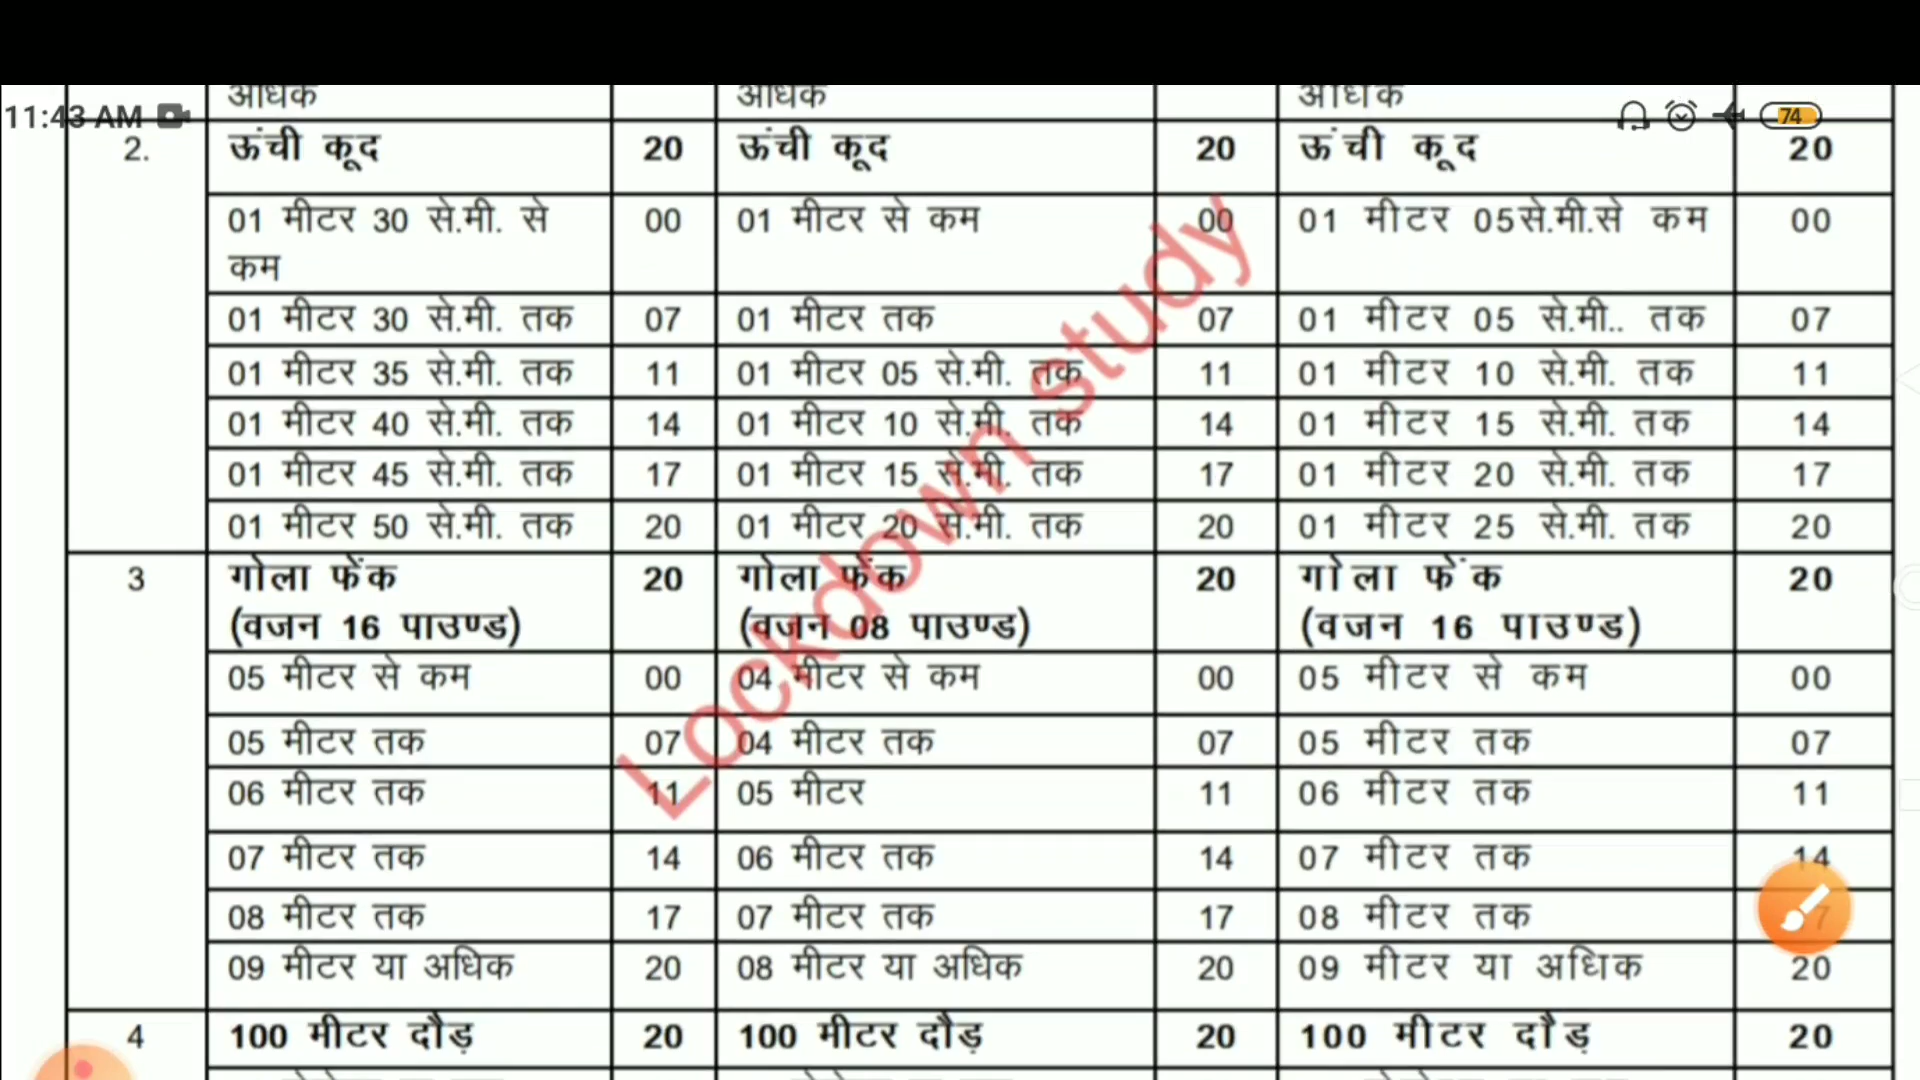 अधिक अधिक अधिक
11:43 AM 74
2. ऊंची कूद 20 ऊंची कूद 20 ऊंची कूद 20
01 मीटर 30 से.मी. से 00 01 मीटर से कम 00 01 मीटर 05से.मी.से कम 00
कम
01 मीटर 30 से.मी. तक 07 01 मीटर तक 07 01 मीटर 05 से.मी.. तक 07
01 मीटर 35 से.मी. तक 11 01 मीटर 05 से.मी. तक 11 01 मीटर 10 से.मी. तक 11
01 मीटर 40 से.मी. तक 14 01 मीटर 10 से.मी. तक 14 01 मीटर 15 से.मी. तक 14
01 मीटर 45 से.मी. तक 17 01 मीटर 15 से.मी. तक 17 01 मीटर 20 से.मी. तक 17
01 मीटर 50 से.मी. तक 20 01 मीटर 20 से.मी. तक 20 01 मीटर 25 से.मी. तक 20
3 गोला फेंक 20 गोला फेंक 20 गोला फेंक 20
(वजन 16 पाउण्ड) (वजन 08 पाउण्ड) (वजन 16 पाउण्ड)
05 मीटर से कम 00 04 मीटर से कम 00 05 मीटर से कम 00
05 मीटर तक 07 04 मीटर तक 07 05 मीटर तक 07
06 मीटर तक 11 05 मीटर 11 06 मीटर तक 11
07 मीटर तक 14 06 मीटर तक 14 07 मीटर तक 14
08 मीटर तक 17 07 मीटर तक 17 08 मीटर तक 7
09 मीटर या अधिक 20 08 मीटर या अधिक 20 09 मीटर या अधिक 20
4 100 मीटर दौड़ 20 100 मीटर दौड़ 20 100 मीटर दौड़ 20
Lockdown study